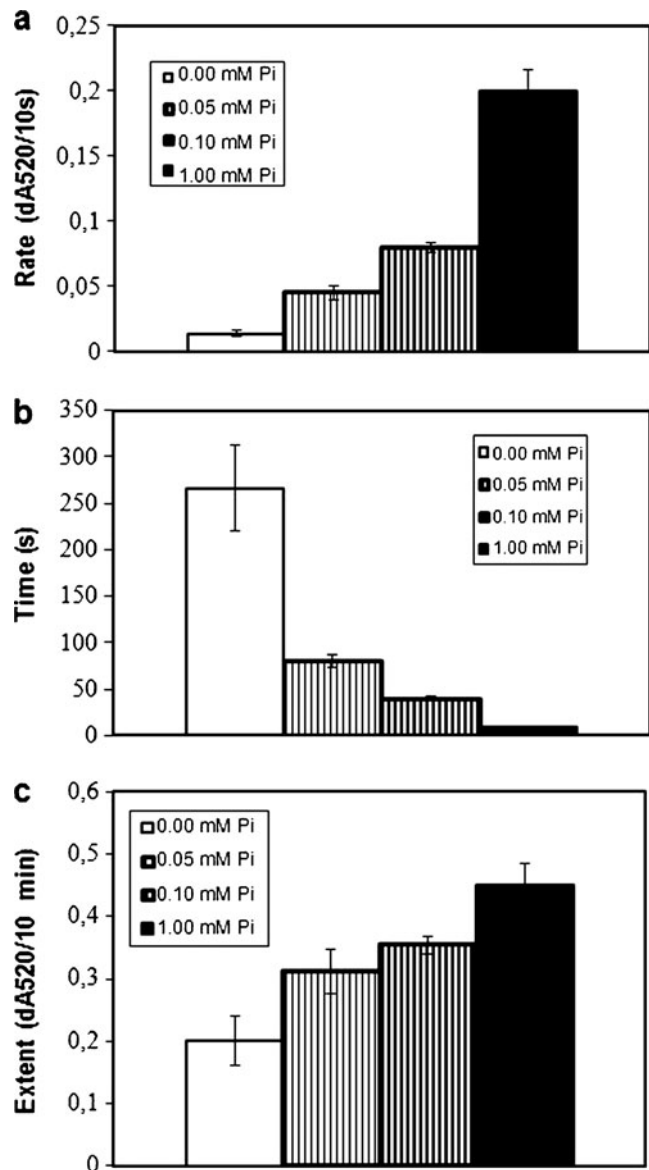 a
0,25
0,2
0,15
0,1
0,05
0
Rate (dA520/10s)
0.00 mM Pi
0.05 mM Pi
0.10 mM Pi
1.00 mM Pi
b
350
300
250
200
150
100
50
0
Time (s)
0.00 mM Pi
0.05 mM Pi
0.10 mM Pi
1.00 mM Pi
c
0,6
0,5
0,4
0,3
0,2
0,1
0
Extent (dA520/10 min)
0.00 mM Pi
0.05 mM Pi
0.10 mM Pi
1.00 mM Pi